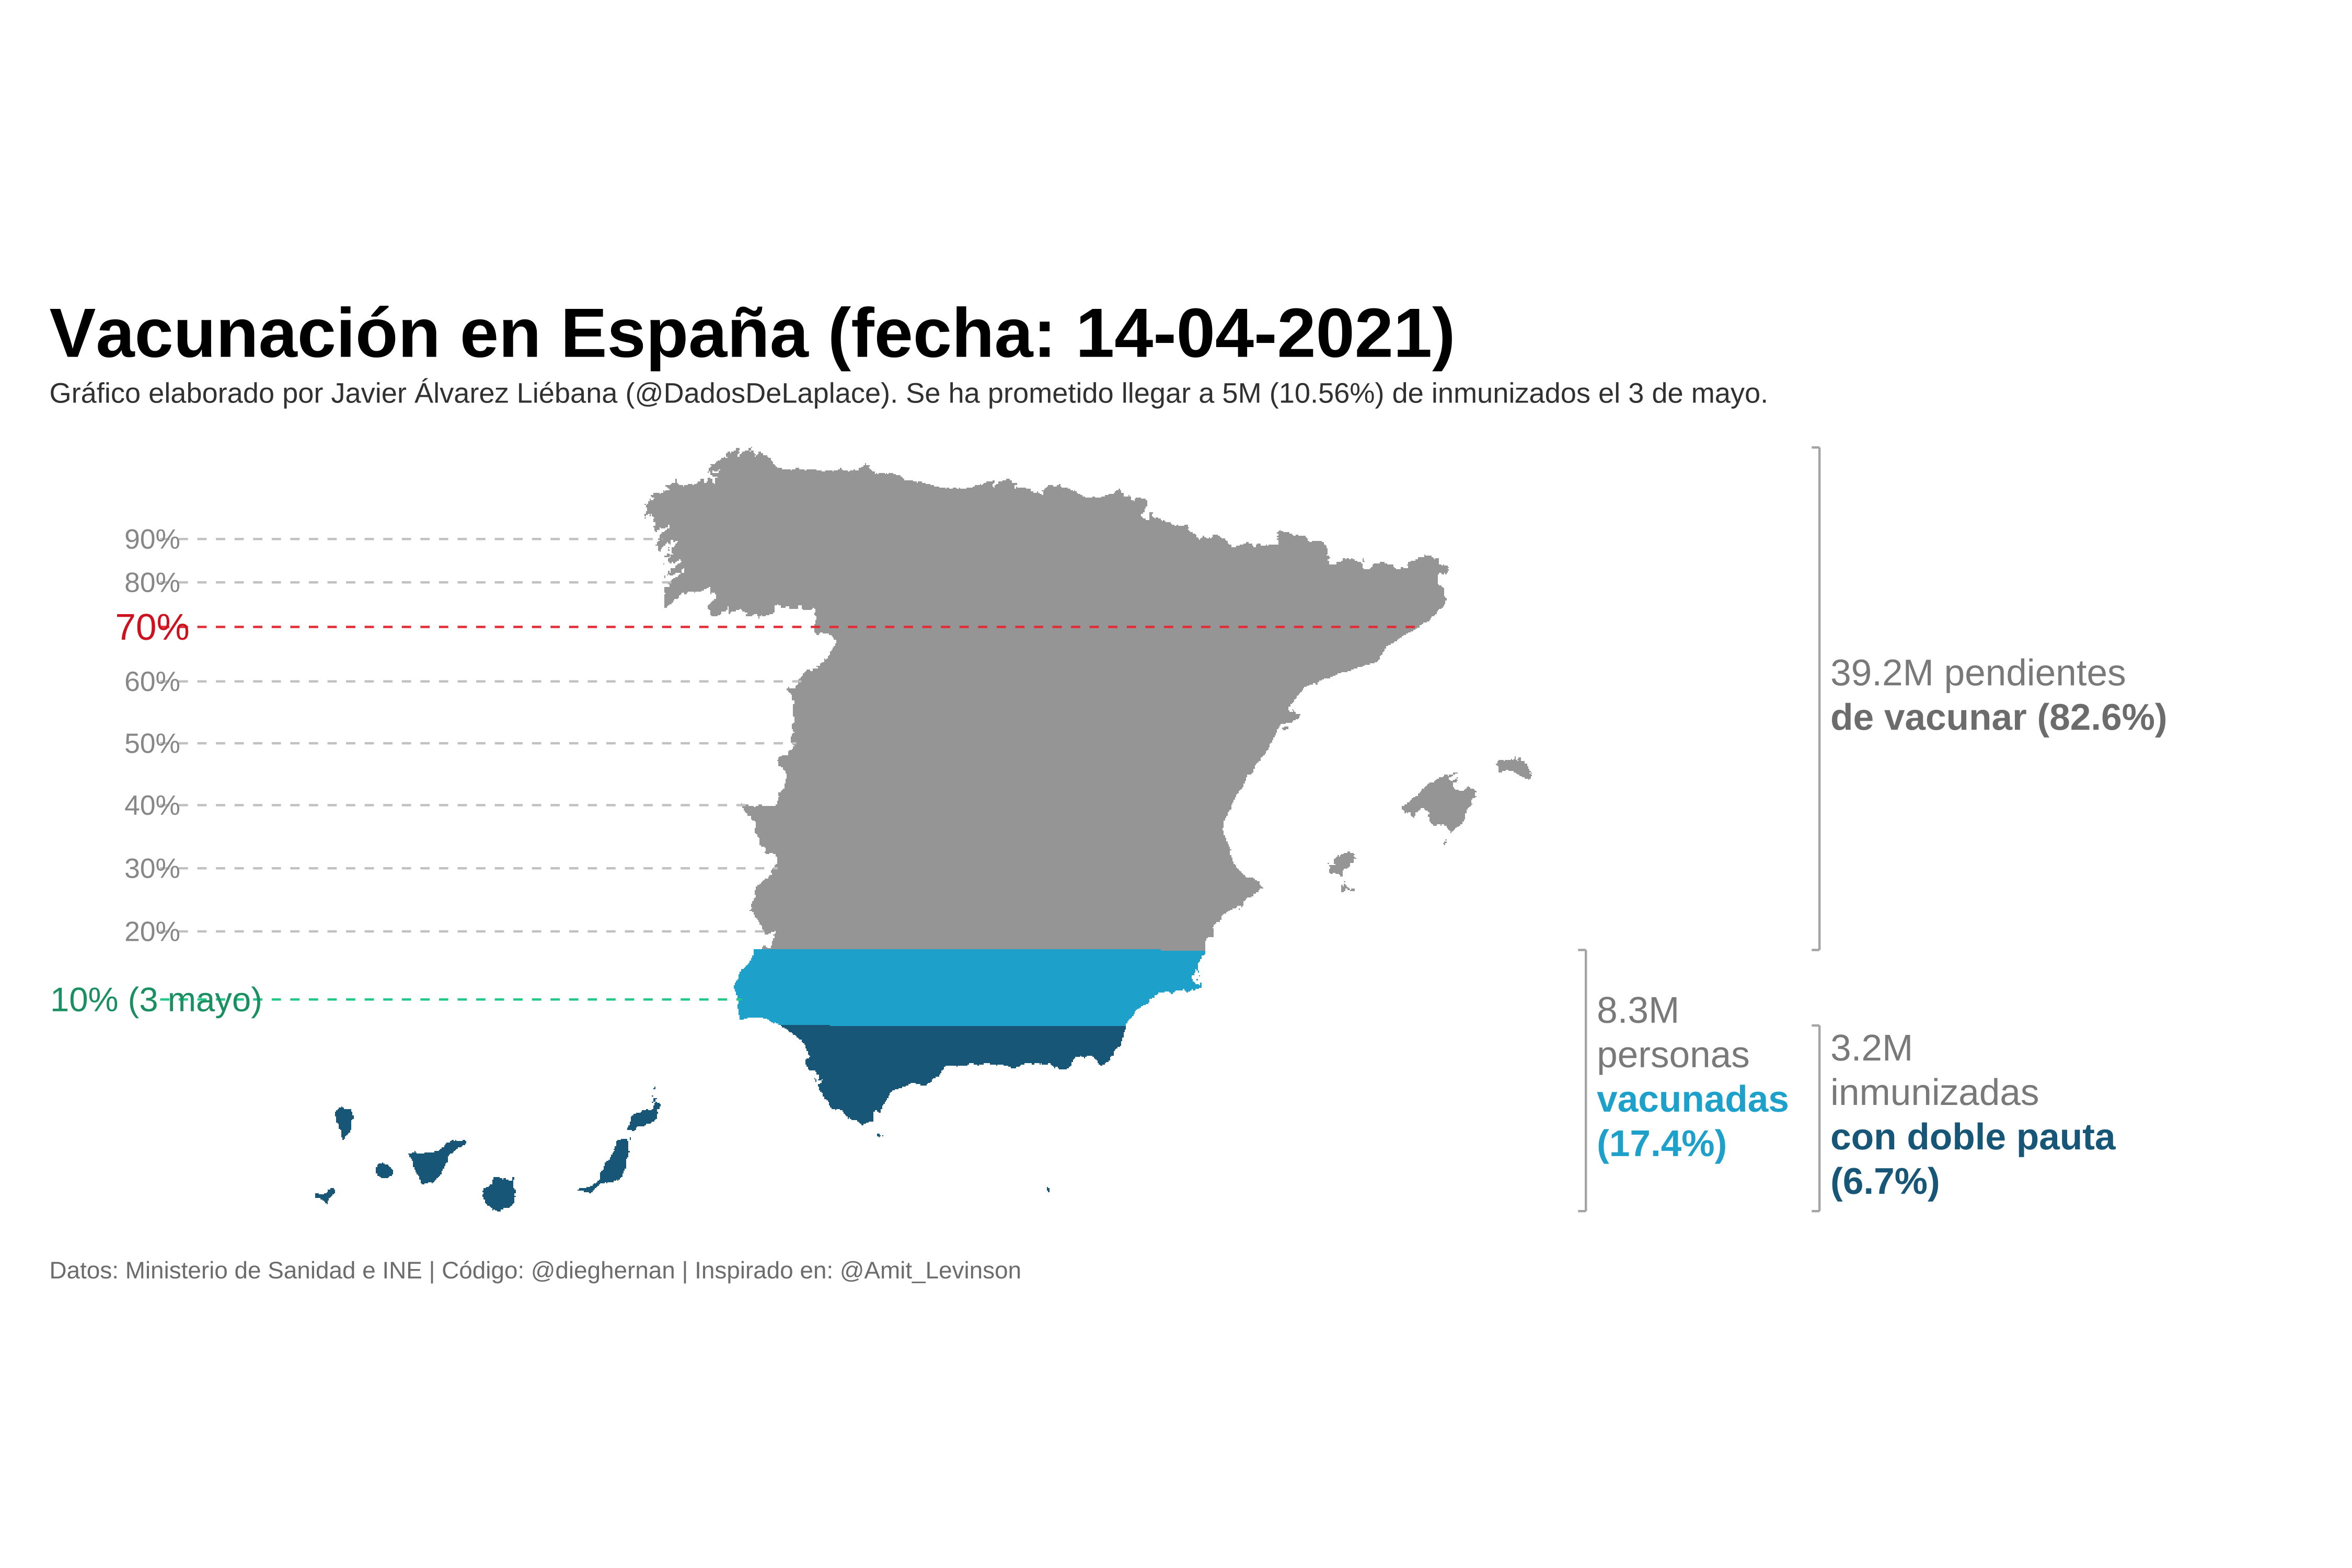 Vacunación en España (fecha: 14-04-2021)
Gráfico elaborado por Javier Álvarez Liébana (@DadosDeLaplace). Se ha prometido llegar a 5M (10.56%) de inmunizados el 3 de mayo.
90%
80%
70%
60%
50%
40%
30%
20%
10% (3 mayo)
39.2M pendientes
de vacunar (82.6%)
8.3M
personas
vacunadas
(17.4%)
3.2M
inmunizadas
con doble pauta
(6.7%)
Datos: Ministerio de Sanidad e INE | Código: @dieghernan | Inspirado en: @Amit_Levinson